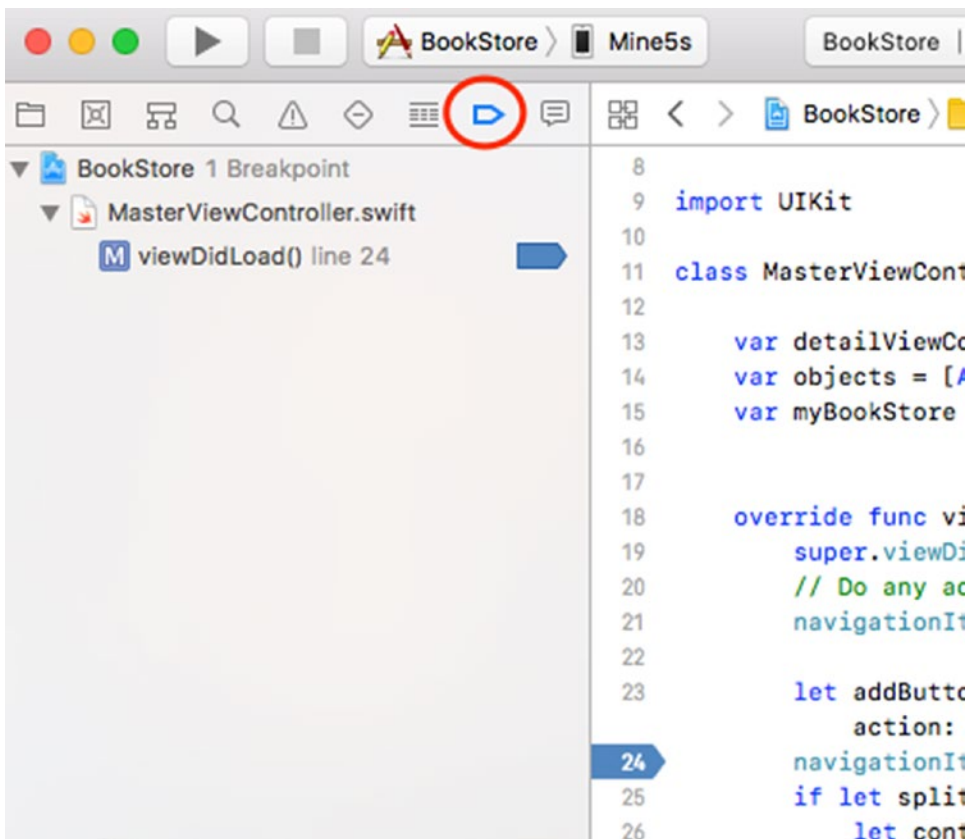 BookStore Mine5s BookStore
BookStore 1 Breakpoint
MasterViewController.swift
M viewDidLoad() line 24
BookStore
8
9 import UIKit
10
11 class MasterViewCont
12
13 var detailViewCo
14 var objects = [A
15 var myBookStore
16
17
18 override func vi
19 super.viewDi
20 // Do any ad
21 navigationIt
22
23 let addButto
action:
24 navigationIt
25 if let split
26 let cont